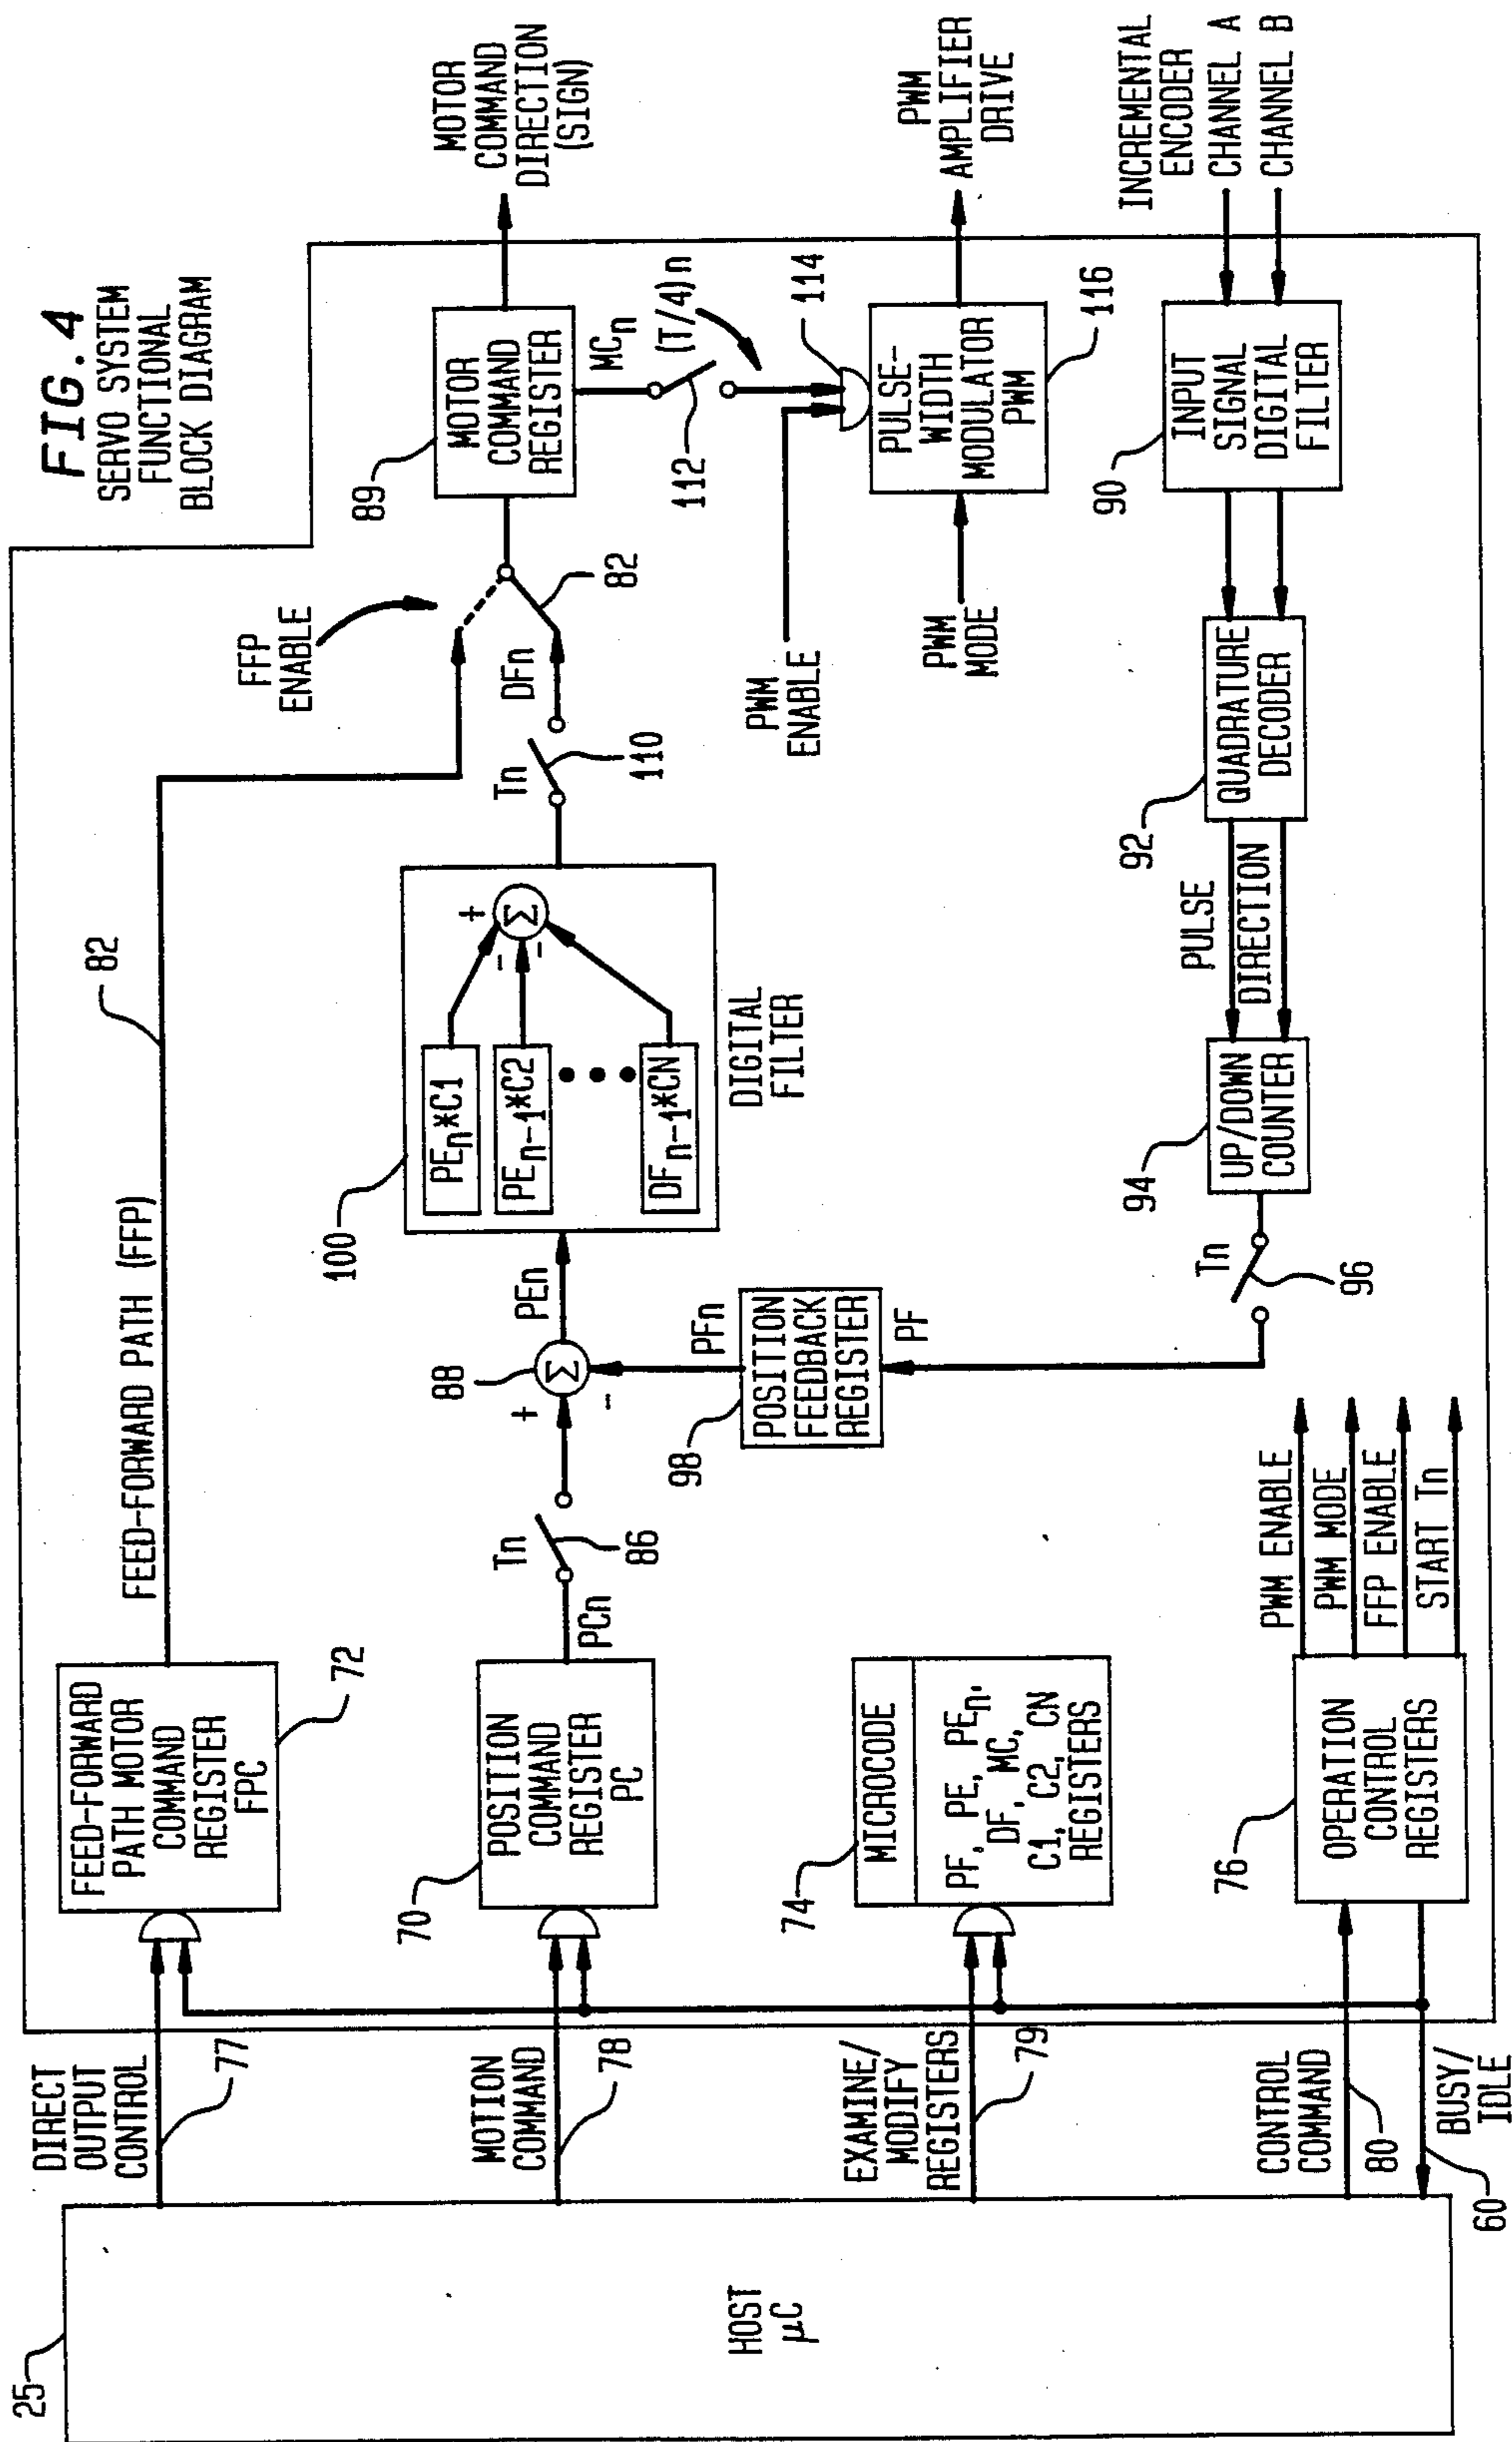 FIG.4
SERVO SYSTEM
FUNCTIONAL
BLOCK DIAGRAM
25
HOST
µC
DIRECT
OUTPUT
CONTROL
77
MOTION
COMMAND
78
EXAMINE/
MODIFY
REGISTERS
79
CONTROL
COMMAND
80
BUSY/
IDLE
60
FEED-FORWARD
PATH MOTOR
COMMAND
REGISTER
FPC
72
FEED-FORWARD PATH (FFP)
82
70
POSITION
COMMAND
REGISTER
PC
PCn
Tn
86
+
-
88
Σ
PEn
74
MICROCODE
PF, PE, PEn,
DF, MC,
C1, C2, CN
REGISTERS
76
OPERATION
CONTROL
REGISTERS
PWM ENABLE
PWM MODE
FFP ENABLE
START Tn
98
POSITION
FEEDBACK
REGISTER
PFn
PF
100
PEn*C1
PEn-1*C2
DFn-1*CN
+
-
-
Σ
DIGITAL
FILTER
Tn
110
DFn
FFP
ENABLE
82
89
MOTOR
COMMAND
REGISTER
MOTOR
COMMAND
DIRECTION
(SIGN)
MCn
(T/4)n
112
114
PWM
ENABLE
PWM
MODE
PULSE-
WIDTH
MODULATOR
PWM
116
PWM
AMPLIFIER
DRIVE
INCREMENTAL
ENCODER
CHANNEL A
CHANNEL B
90
INPUT
SIGNAL
DIGITAL
FILTER
92
QUADRATURE
DECODER
PULSE
DIRECTION
94
UP/DOWN
COUNTER
Tn
96